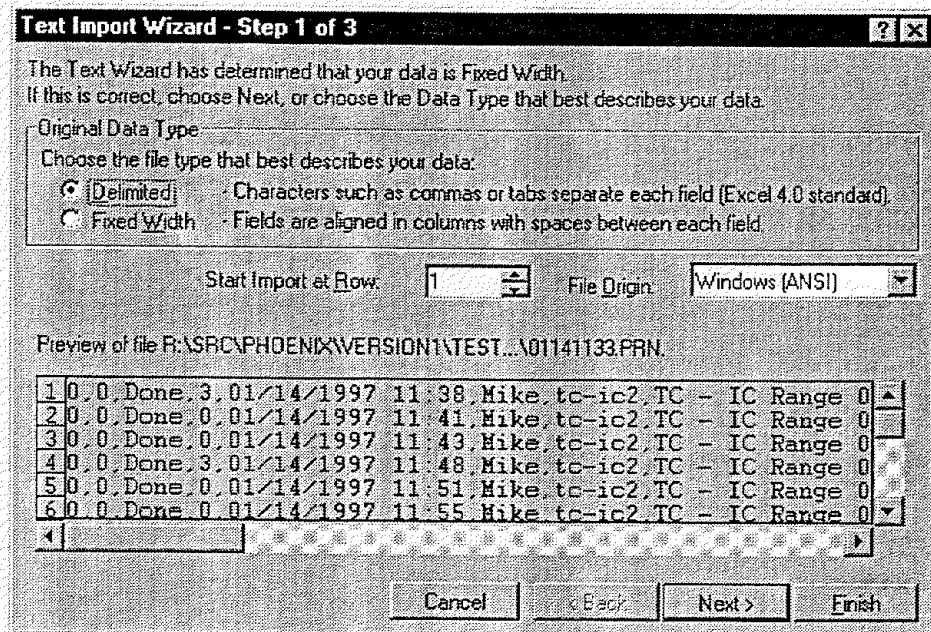 Text Import Wizard - Step 1 of 3
The Text Wizard has determined that your data is Fixed Width.
If this is correct, choose Next, or choose the Data Type that best describes your data.
Original Data Type
Choose the file type that best describes your data:
Delimited - Characters such as commas or tabs separate each field (Excel 4.0 standard).
Fixed Width - Fields are aligned in columns with spaces between each field.
Start Import at Row: 1 File Origin: Windows (ANSI)
Preview of file R:\SRC\PHOENIX\VERSION1\TEST...\01141133.PRN.
1 0,0,Done,3,01/14/1997 11:38,Mike,tc-ic2,TC - IC Range 0
2 0,0,Done,0,01/14/1997 11:41,Mike,tc-ic2,TC - IC Range 0
3 0,0,Done,0,01/14/1997 11:43,Mike,tc-ic2,TC - IC Range 0
4 0,0,Done,3,01/14/1997 11:48,Mike,tc-ic2,TC - IC Range 0
5 0,0,Done,0,01/14/1997 11:51,Mike,tc-ic2,TC - IC Range 0
6 0,0,Done,0,01/14/1997 11:55,Mike,tc-ic2,TC - IC Range 0
Cancel < Back Next > Finish